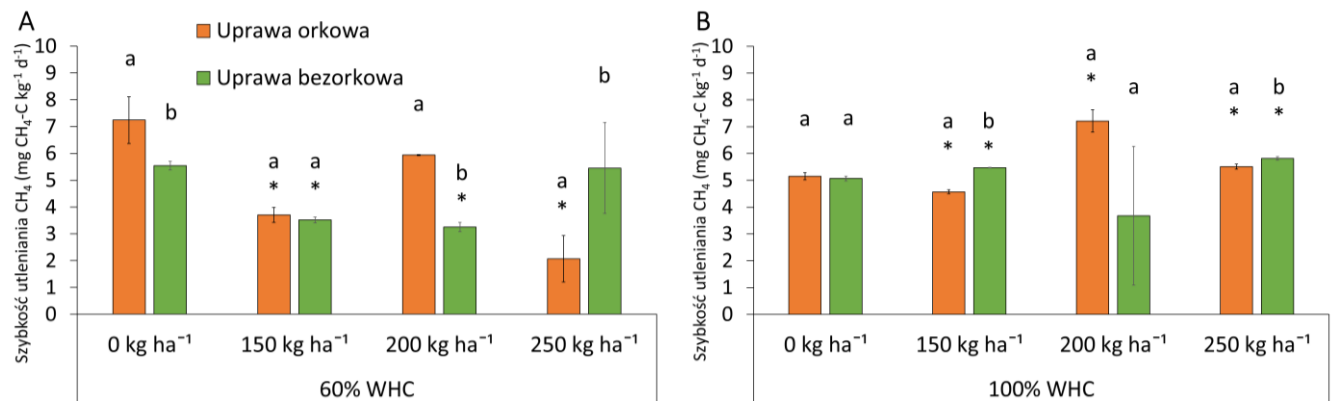 A
Uprawa orkowa
Uprawa bezorkowa
Szybkość utleniania CH₄ (mg CH₄-C kg⁻¹ d⁻¹)
10
9
8
7
6
5
4
3
2
1
0
a
b
a
*
a
*
a
b
*
a
*
b
0 kg ha⁻¹ 150 kg ha⁻¹ 200 kg ha⁻¹ 250 kg ha⁻¹
60% WHC
B
Szybkość utleniania CH₄ (mg CH₄-C kg⁻¹ d⁻¹)
10
9
8
7
6
5
4
3
2
1
0
a
a
a
*
b
*
a
*
a
a
*
b
*
0 kg ha⁻¹ 150 kg ha⁻¹ 200 kg ha⁻¹ 250 kg ha⁻¹
100% WHC